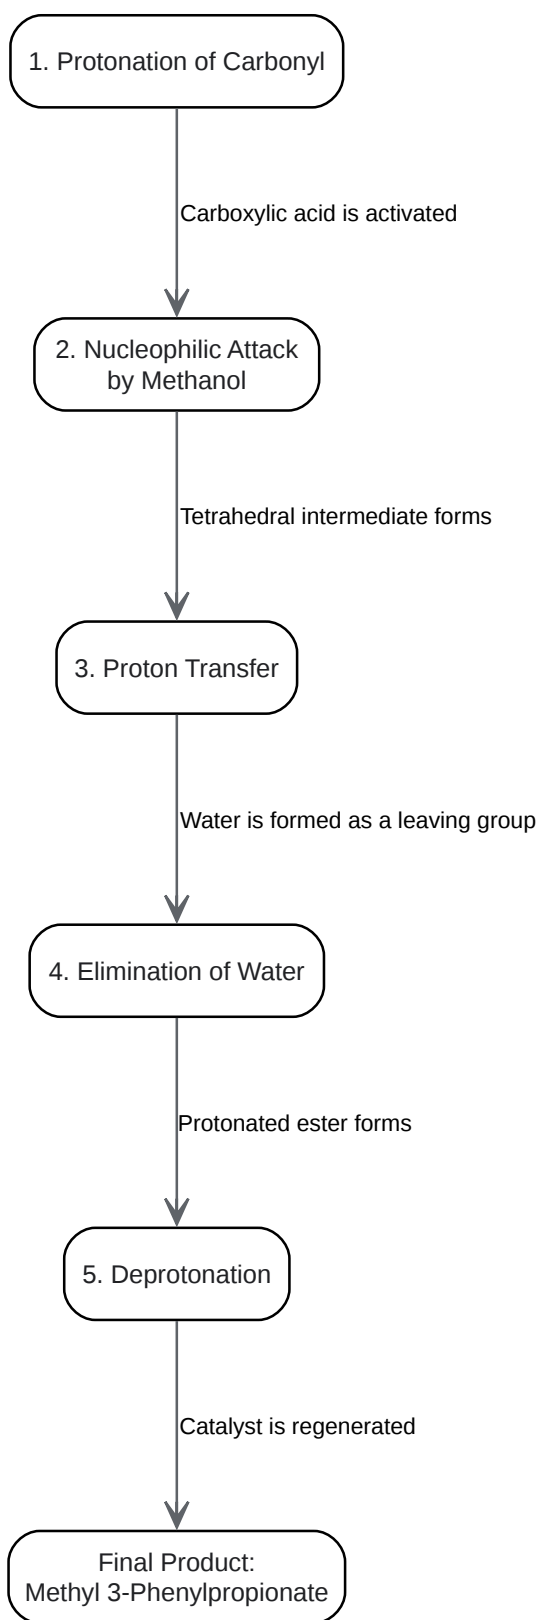 1. Protonation of Carbonyl
Carboxylic acid is activated
2. Nucleophilic Attack
by Methanol
Tetrahedral intermediate forms
3. Proton Transfer
Water is formed as a leaving group
4. Elimination of Water
Protonated ester forms
5. Deprotonation
Catalyst is regenerated
Final Product:
Methyl 3-Phenylpropionate